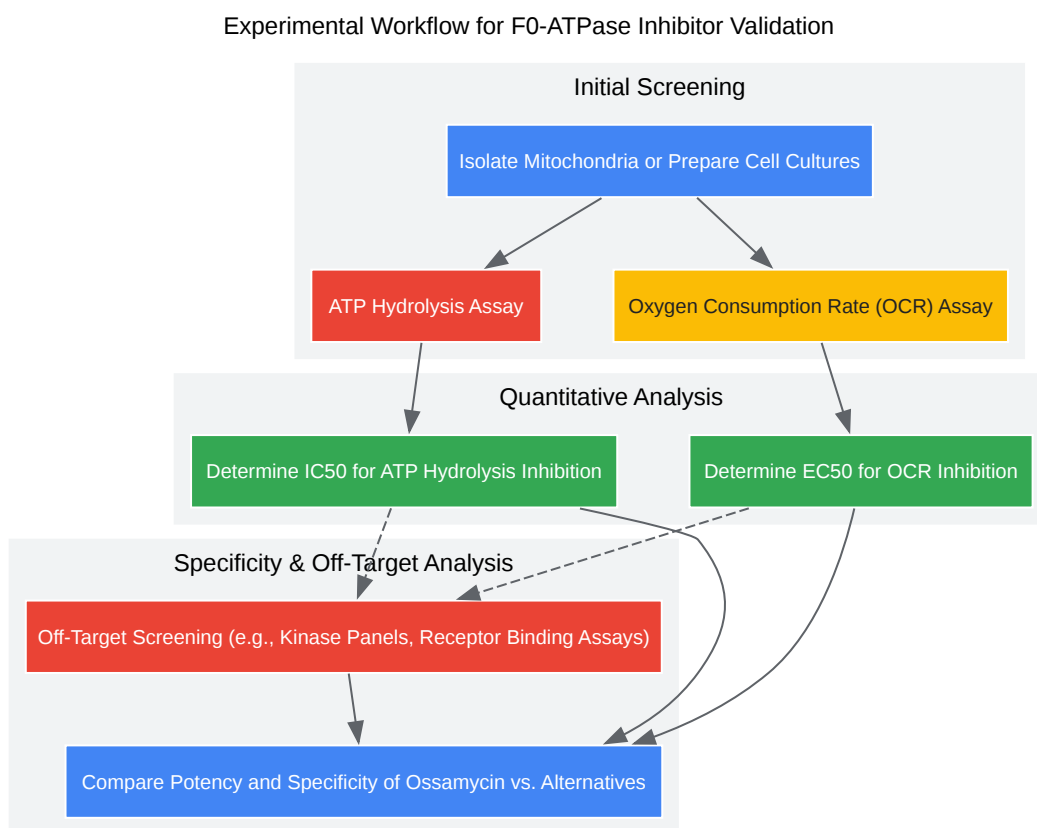 Experimental Workflow for F0-ATPase Inhibitor Validation
Initial Screening
Isolate Mitochondria or Prepare Cell Cultures
ATP Hydrolysis Assay
Oxygen Consumption Rate (OCR) Assay
Quantitative Analysis
Determine IC50 for ATP Hydrolysis Inhibition
Determine EC50 for OCR Inhibition
Specificity & Off-Target Analysis
Off-Target Screening (e.g., Kinase Panels, Receptor Binding Assays)
Compare Potency and Specificity of Ossamycin vs. Alternatives